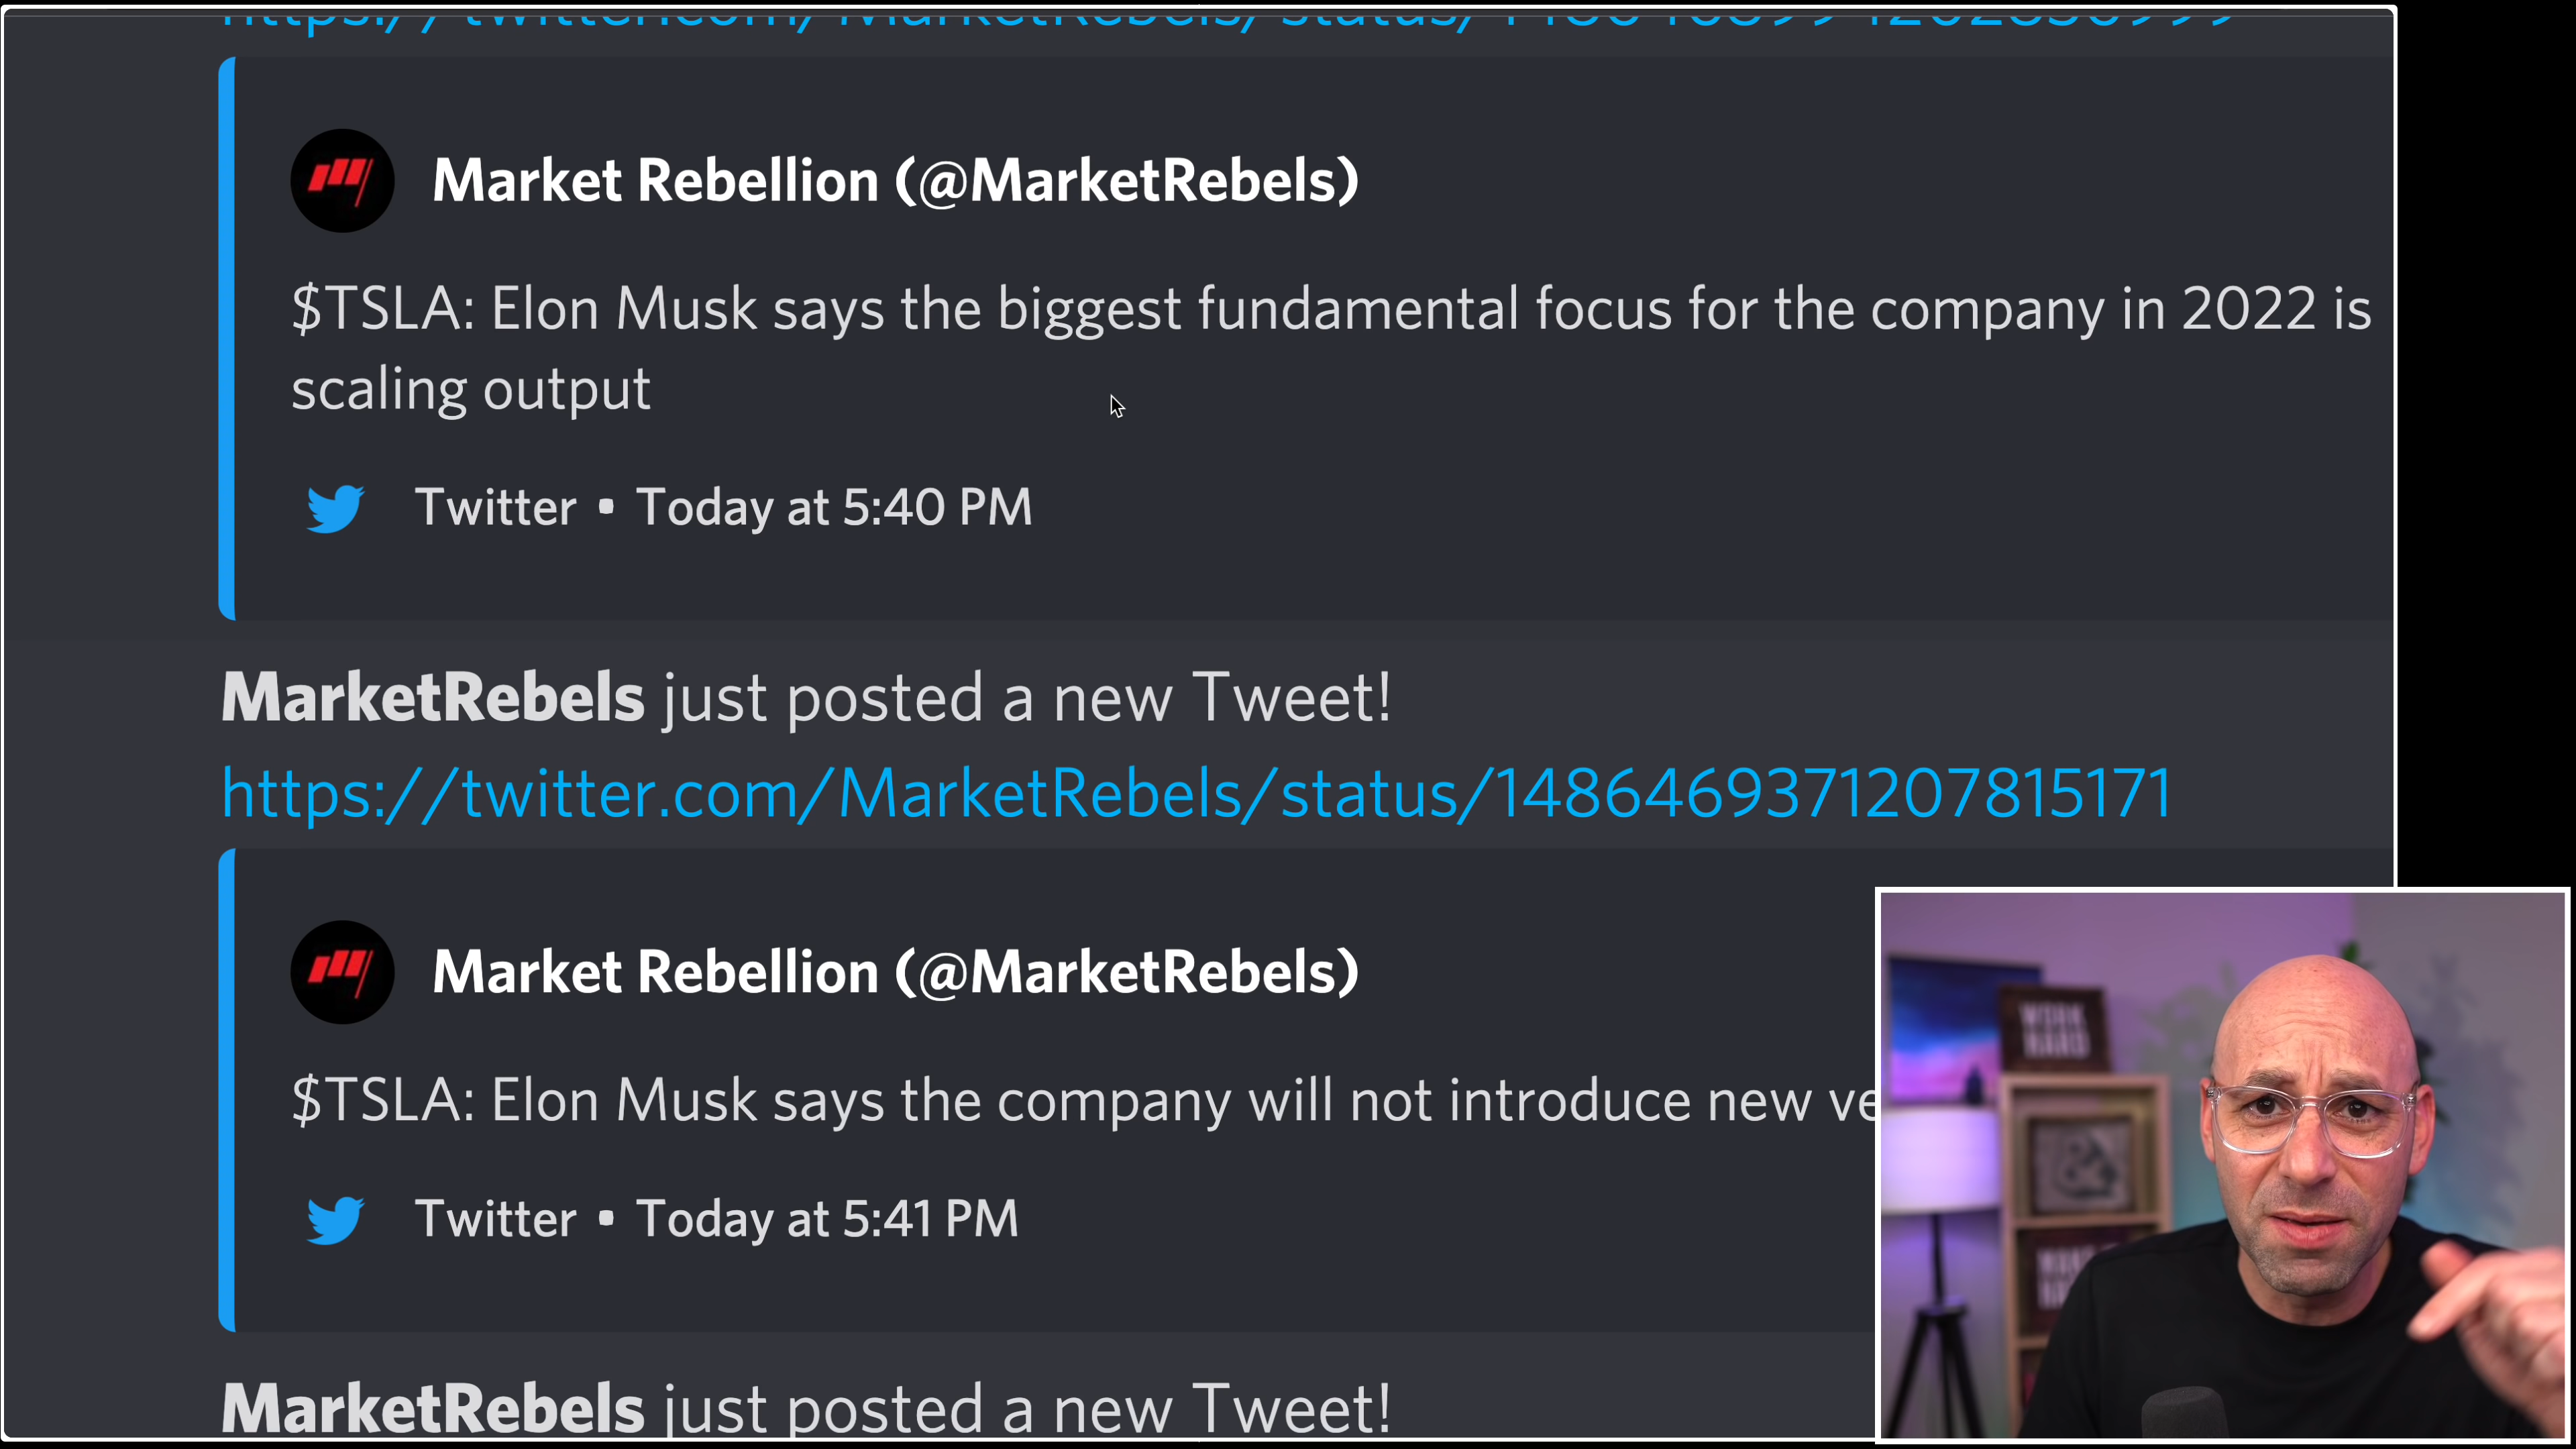 Market Rebellion (@MarketRebels)
$TSLA: Elon Musk says the biggest fundamental focus for the company in 2022 is
scaling output
Twitter • Today at 5:40 PM
MarketRebels just posted a new Tweet!
https://twitter.com/MarketRebels/status/1486469371207815171
Market Rebellion (@MarketRebels)
$TSLA: Elon Musk says the company will not introduce new
Twitter • Today at 5:41 PM
MarketRebels just posted a new Tweet!
WORK
HARD